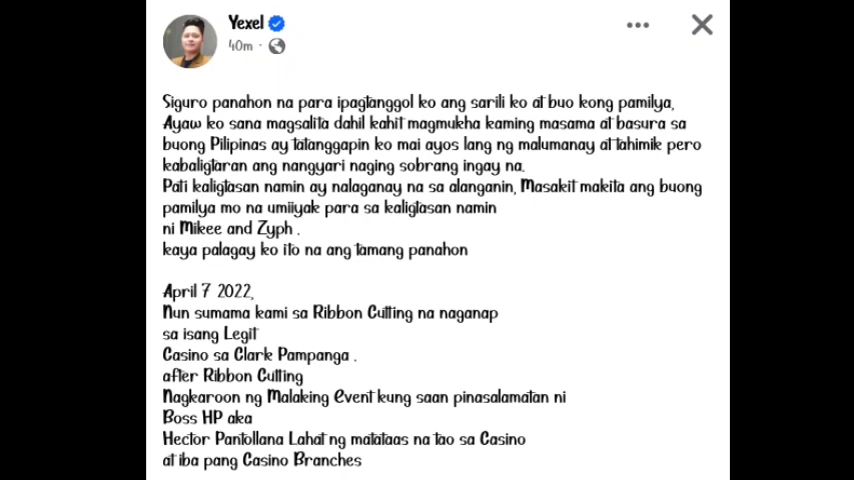 Yexel
40m ·
Siguro panahon na para ipagtanggol ko ang sarili ko at buo kong pamilya,
Ayaw ko sana magsalita dahil kahit magmukha kaming masama at basura sa
buong Pilipinas ay tatanggapin ko mai ayos lang ng malumanay at tahimik pero
kabaligtaran ang nangyari naging sobrang ingay na.
Pati kaligtasan namin ay nalaganay na sa alanganin, Masakit makita ang buong
pamilya mo na umiiyak para sa kaligtasan namin
ni Mikee and Zyph .
kaya palagay ko ito na ang tamang panahon
April 7 2022,
Nun sumama kami sa Ribbon Cutting na naganap
sa isang Legit
Casino sa Clark Pampanga .
after Ribbon Cutting
Nagkaroon ng Malaking Event kung saan pinasalamatan ni
Boss HP aka
Hector Pantollana Lahat ng matataas na tao sa Casino
at iba pang Casino Branches